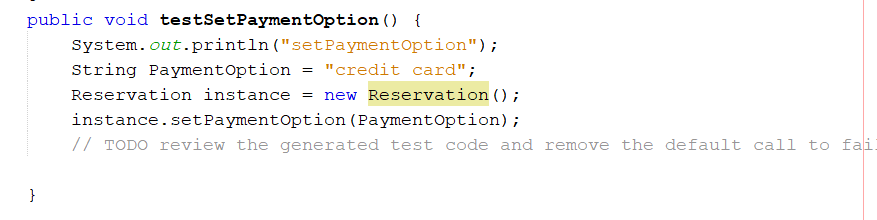 public void testSetPaymentOption() {
System.out.println("setPaymentOption");
String PaymentOption = "credit card";
Reservation instance = new Reservation();
instance.setPaymentOption(PaymentOption);
// TODO review the generated test code and remove the default call to fai
}